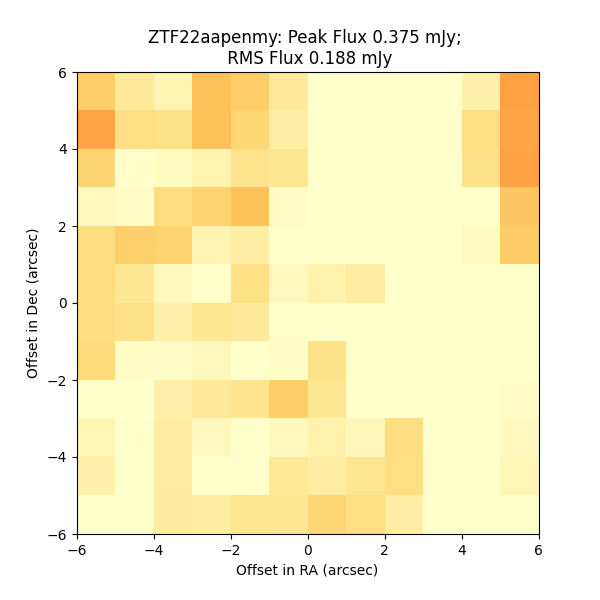 ZTF22aapenmy: Peak Flux 0.375 mJy;
RMS Flux 0.188 mJy
6
4
2
0
−2
−4
−6
Offset in Dec (arcsec)
−6 −4 −2 0 2 4 6
Offset in RA (arcsec)